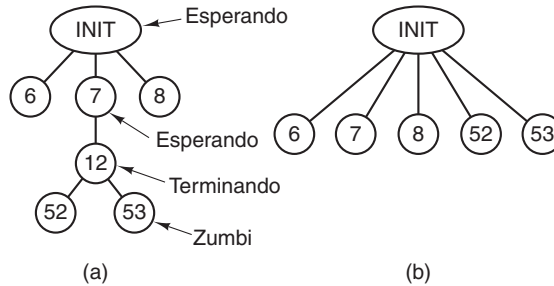 INIT
Esperando
6
7
8
Esperando
12
Terminando
52
53
Zumbi
(a)
INIT
6
7
8
52
53
(b)